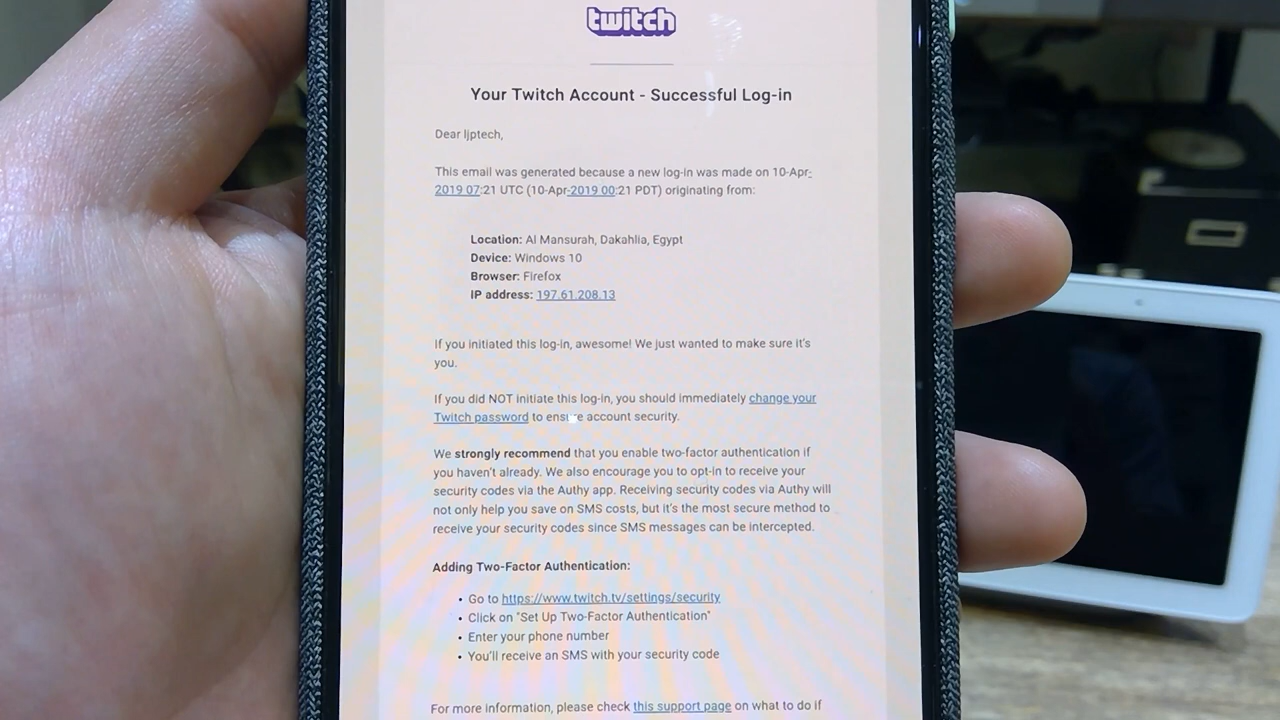 twitch
Your Twitch Account - Successful Log-in
Dear ljptech,
This email was generated because a new log-in was made on 10-Apr-
2019 07:21 UTC (10-Apr-2019 00:21 PDT) originating from:
Location: Al Mansurah, Dakahlia, Egypt
Device: Windows 10
Browser: Firefox
IP address: 197.61.208.13
If you initiated this log-in, awesome! We just wanted to make sure it's
you.
If you did NOT initiate this log-in, you should immediately change your
Twitch password to ensure account security.
We strongly recommend that you enable two-factor authentication if
you haven't already. We also encourage you to opt-in to receive your
security codes via the Authy app. Receiving security codes via Authy will
not only help you save on SMS costs, but it's the most secure method to
receive your security codes since SMS messages can be intercepted.
Adding Two-Factor Authentication:
• Go to https://www.twitch.tv/settings/security
• Click on "Set Up Two-Factor Authentication"
• Enter your phone number
• You'll receive an SMS with your security code
For more information, please check this support page on what to do if